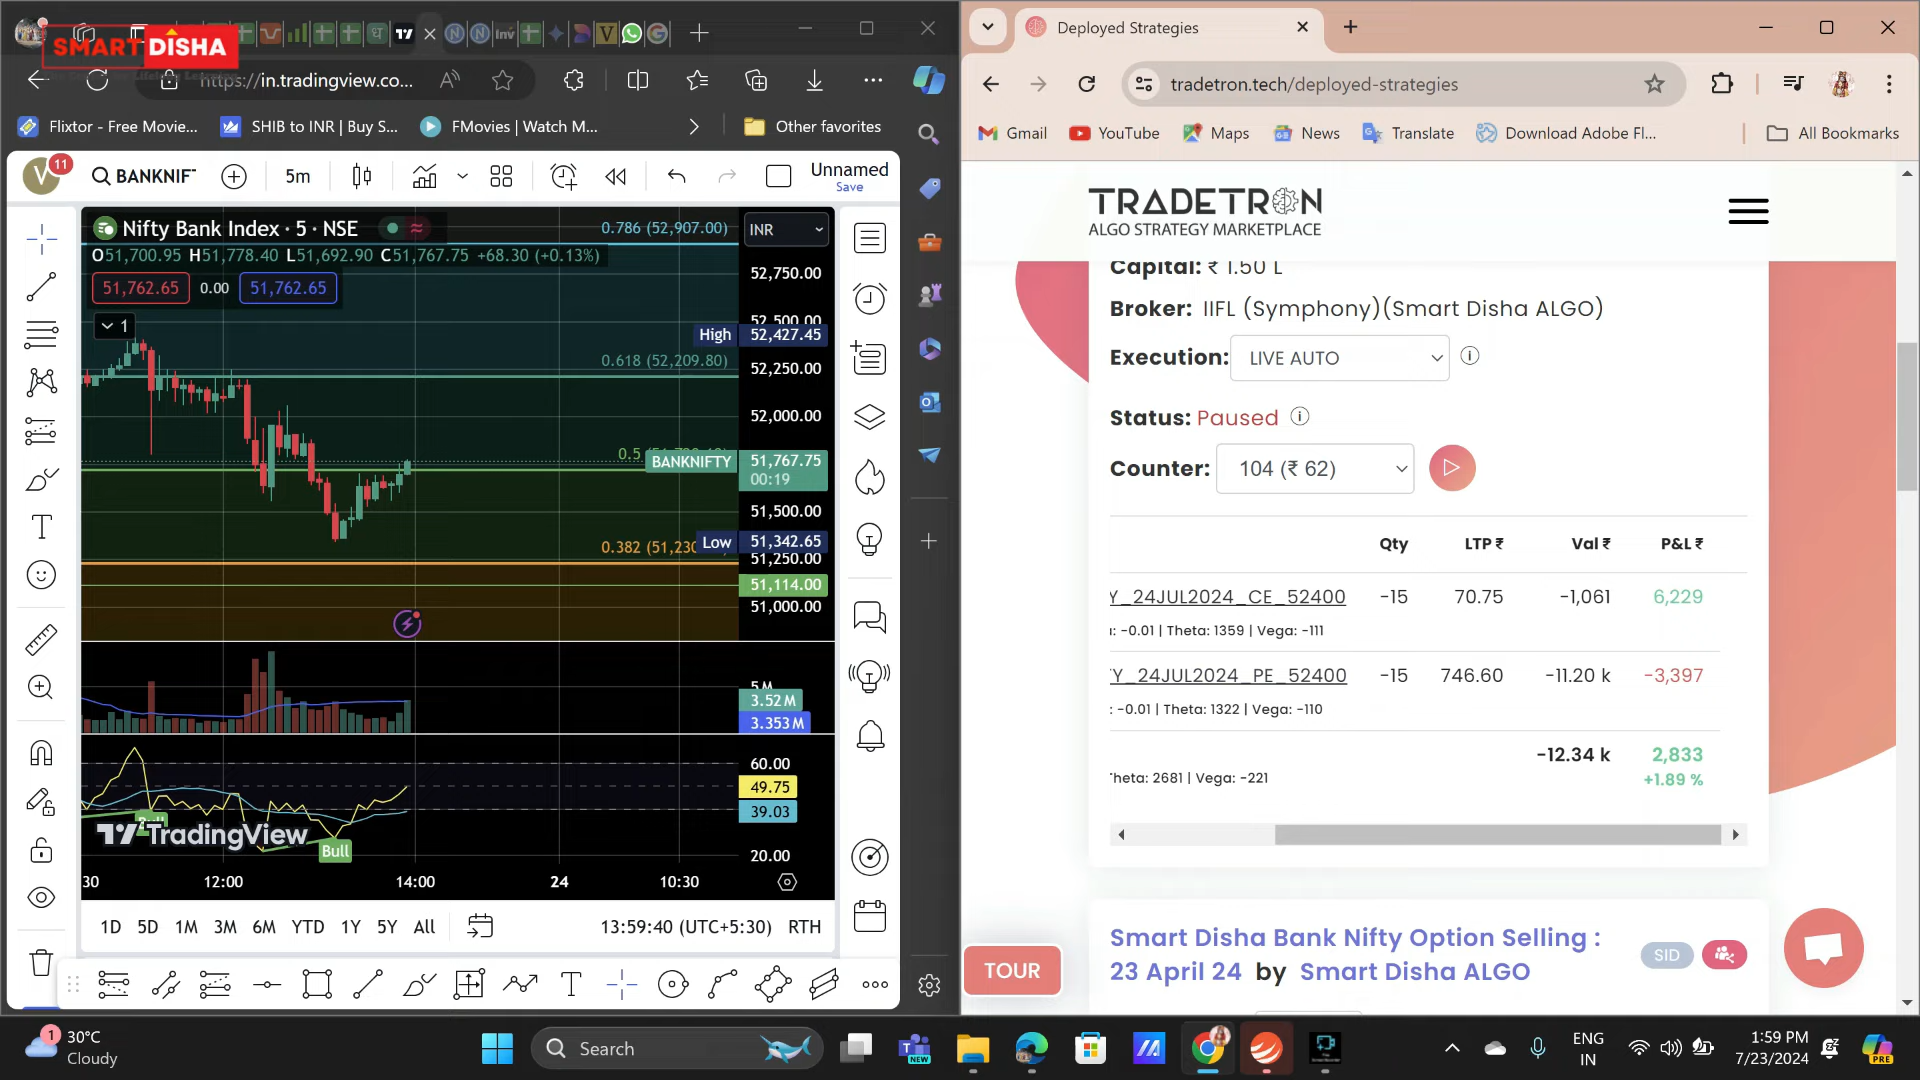 SMART DISHA
https://in.tradingview.co...
Flixtor - Free Movie...
SHIB to INR | Buy S...
FMovies | Watch M...
Other favorites
V
11
BANKNIF
5m
Unnamed
Save
Nifty Bank Index · 5 · NSE
O51,700.95 H51,778.40 L51,692.90 C51,767.75 +68.30 (+0.13%)
51,762.65
0.00
51,762.65
1
INR
0.786 (52,907.00)
52,750.00
52,500.00
High 52,427.45
0.618 (52,209.80)
52,250.00
52,000.00
0.5
BANKNIFTY 51,767.75
00:19
51,500.00
Low 51,342.65
0.382 (51,230
51,250.00
51,114.00
51,000.00
5 M
3.52 M
3.353 M
60.00
49.75
39.03
20.00
Bull
TradingView
Bull
30
12:00
14:00
24
10:30
1D 5D 1M 3M 6M YTD 1Y 5Y All
13:59:40 (UTC+5:30) RTH
Deployed Strategies
tradetron.tech/deployed-strategies
Gmail
YouTube
Maps
News
Translate
Download Adobe Fl...
All Bookmarks
TRADETRON
ALGO STRATEGY MARKETPLACE
Capital: ₹ 1.50 L
Broker: IIFL (Symphony)(Smart Disha ALGO)
Execution: LIVE AUTO
Status: Paused
Counter: 104 (₹ 62)
Qty LTP ₹ Val ₹ P&L ₹
Y_24JUL2024_CE_52400 -15 70.75 -1,061 6,229
: -0.01 | Theta: 1359 | Vega: -111
Y_24JUL2024_PE_52400 -15 746.60 -11.20 k -3,397
: -0.01 | Theta: 1322 | Vega: -110
-12.34 k 2,833
heta: 2681 | Vega: -221
+1.89 %
Smart Disha Bank Nifty Option Selling :
23 April 24 by Smart Disha ALGO
SID
TOUR
1
30°C
Cloudy
Search
NEW
ENG
IN
1:59 PM
7/23/2024
PRE